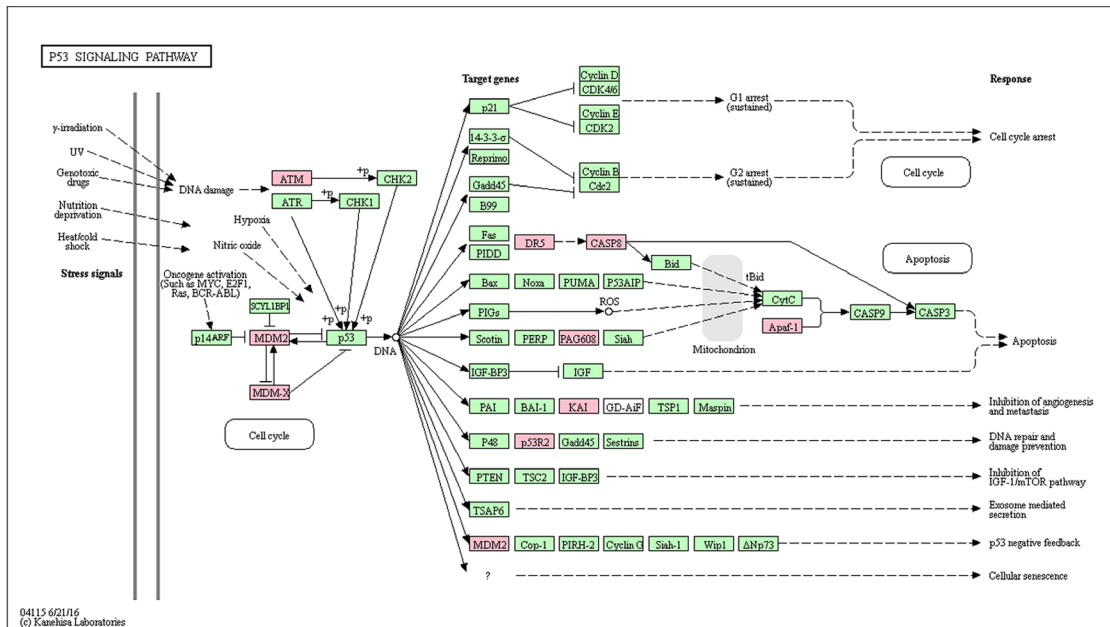 P53 SIGNALING PATHWAY
Target genes
Response
γ-irradiation
UV
Genotoxic
drugs
Nutrition
deprivation
Heat/cold
shock
Stress signals
DNA damage
ATM
+p
CHK2
ATR
+p
CHK1
Hypoxia
Nitric oxide
Oncogene activation
(Such as MYC, E2F1,
Ras, BCR-ABL)
SCYL1BP1
+p
+p
+p
p14ARF
MDM2
p53
DNA
MDM-X
Cell cycle
p21
Cyclin D
CDK4/6
Cyclin E
CDK2
G1 arrest
(sustained)
14-3-3-σ
Reprimo
Gadd45
B99
Cyclin B
Cdc2
G2 arrest
(sustained)
Cell cycle arrest
Cell cycle
Fas
PIDD
DR5
CASP8
Bid
tBid
Apoptosis
Bax
Noxa
PUMA
P53AIP
CytC
PIGs
ROS
CASP9
CASP3
Scotin
PERP
PAG608
Siah
Apaf-1
Mitochondrion
Apoptosis
IGF-BP3
IGF
PAI
BAI-1
KAI
GD-AiF
TSP1
Maspin
Inhibition of angiogenesis
and metastasis
P48
p53R2
Gadd45
Sestrins
DNA repair and
damage prevention
PTEN
TSC2
IGF-BP3
Inhibition of
IGF-1/mTOR pathway
TSAP6
Exosome mediated
secretion
MDM2
Cop-1
PIRH-2
Cyclin G
Siah-1
Wip1
ΔNp73
p53 negative feedback
?
Cellular senescence
04115 6/21/16
(c) Kanehisa Laboratories